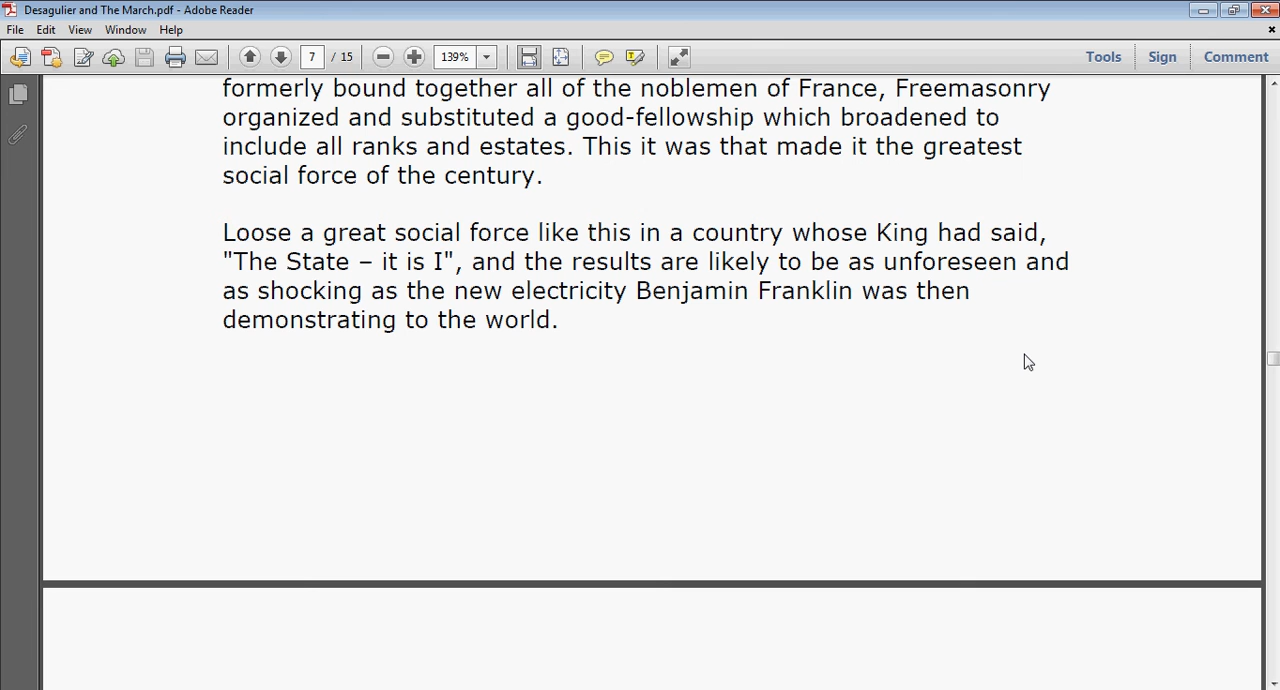 Desagulier and The March.pdf - Adobe Reader
File Edit View Window Help
7 / 15 139% Tools Sign Comment
formerly bound together all of the noblemen of France, Freemasonry
organized and substituted a good-fellowship which broadened to
include all ranks and estates. This it was that made it the greatest
social force of the century.
Loose a great social force like this in a country whose King had said,
"The State – it is I", and the results are likely to be as unforeseen and
as shocking as the new electricity Benjamin Franklin was then
demonstrating to the world.